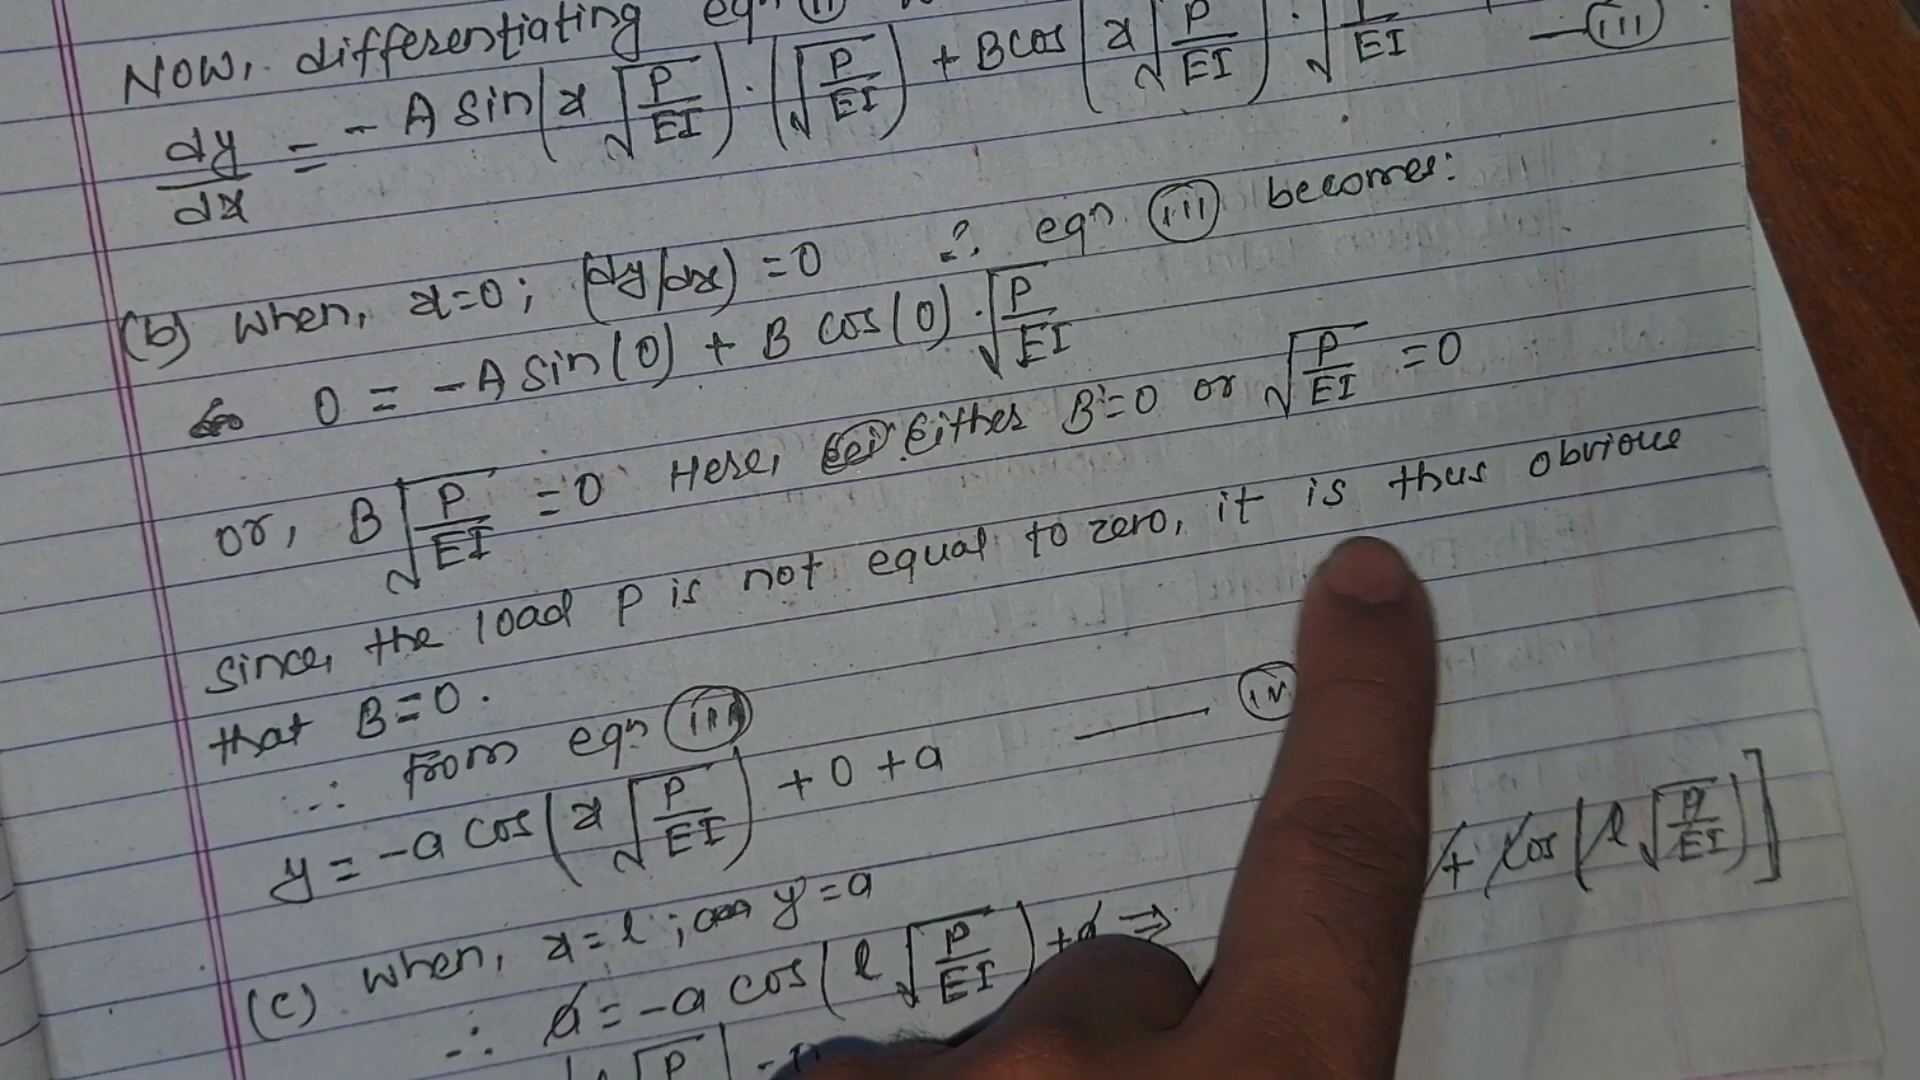 Now, differentiating eqn (ii)
dy/dx = - A sin(x √(P/EI)) · (√(P/EI)) + B cos(x √(P/EI)) · √(P/EI) — (iii)
(b) when, x=0; (dy/dx) = 0 ∴ eqn (iii) becomes:
0 = -A sin(0) + B cos(0) · √(P/EI)
or, B √(P/EI) = 0 Here, Either B=0 or √(P/EI) = 0
since, the load P is not equal to zero, it is thus obvious
that B=0.
∴ from eqn (iii)
y = -a cos(x √(P/EI)) + 0 + a — (iv)
(c) when, x=l; y=a
∴ a = -a cos(l √(P/EI)) + a ⇒ + cos(l √(P/EI))]